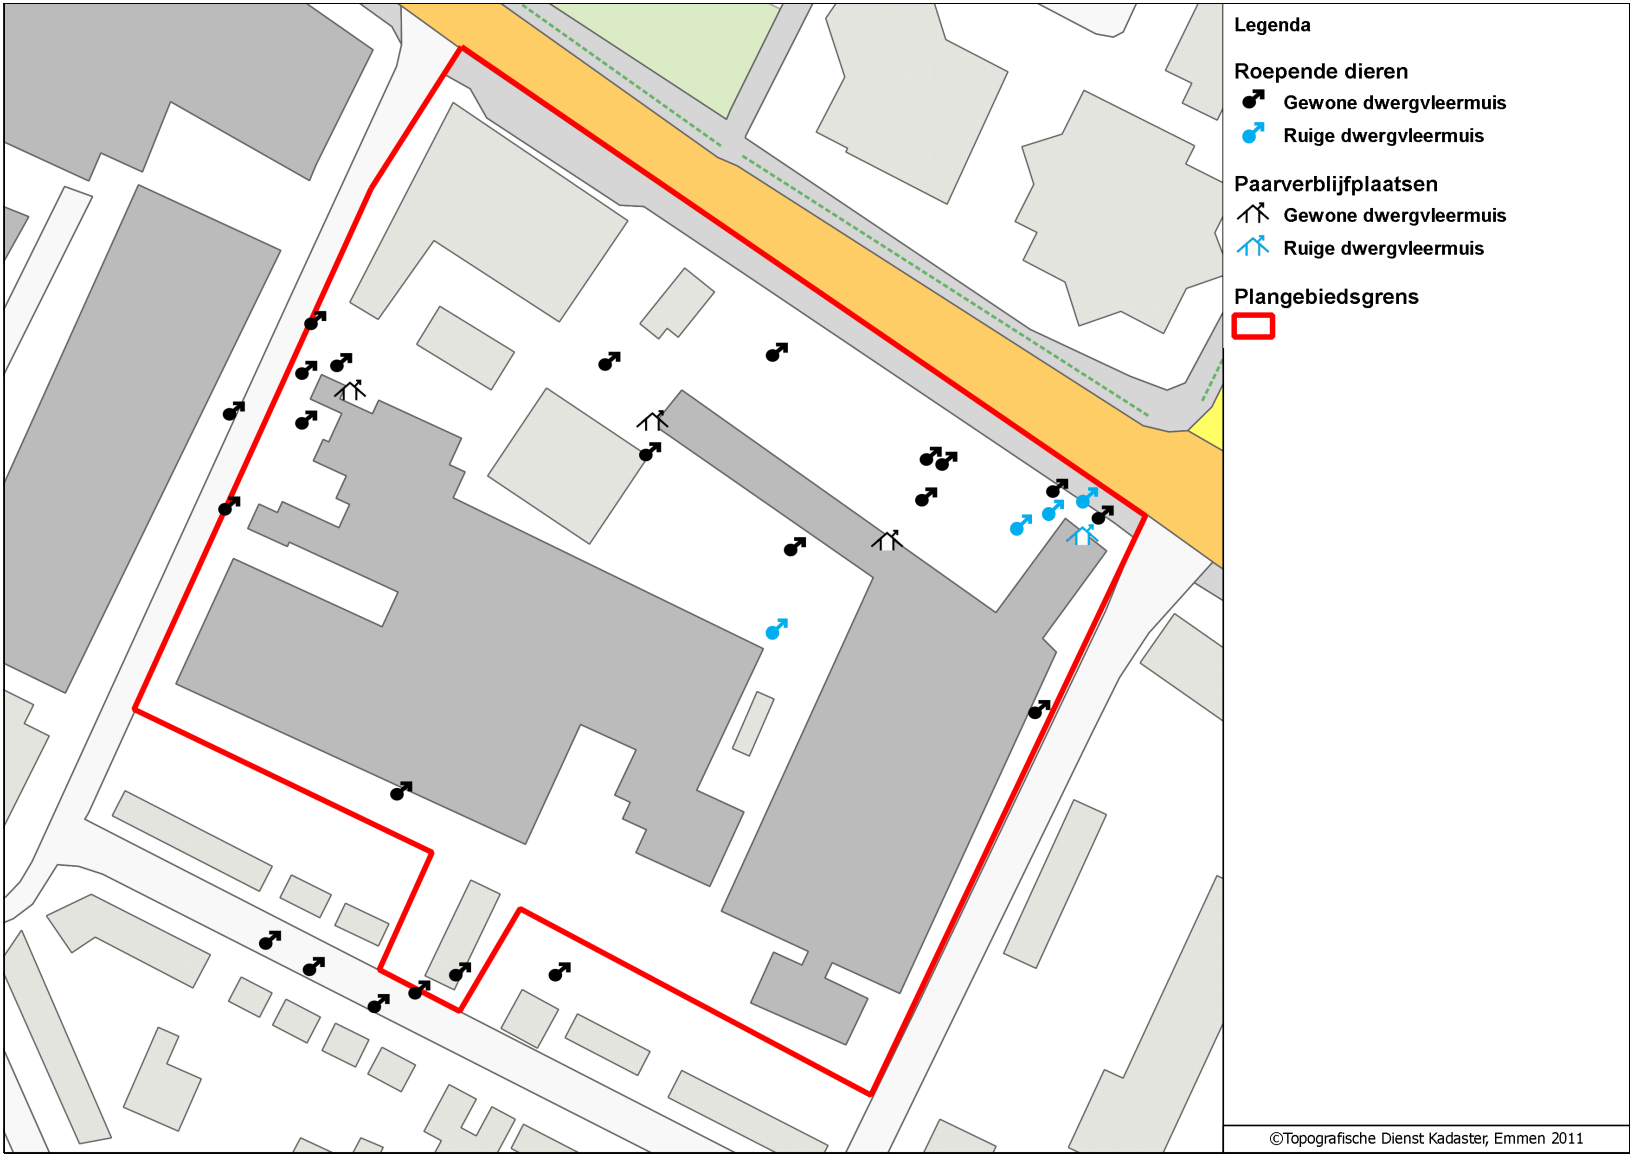 Legenda
Roepende dieren
Gewone dwergvleermuis
Ruige dwergvleermuis
Paarverblijfplaatsen
Gewone dwergvleermuis
Ruige dwergvleermuis
Plangebiedsgrens
©Topografische Dienst Kadaster, Emmen 2011